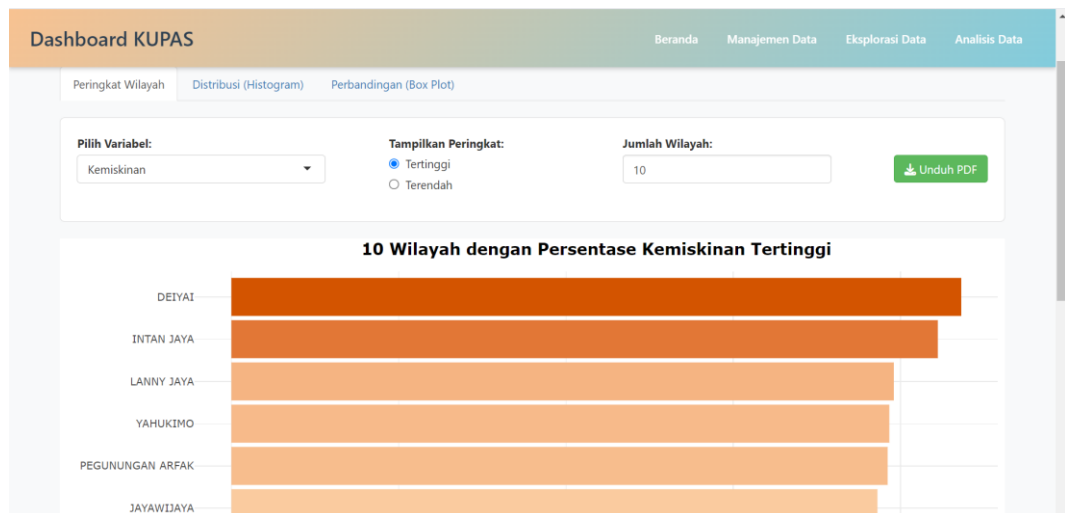 Dashboard KUPAS
Beranda Manajemen Data Eksplorasi Data Analisis Data
Peringkat Wilayah Distribusi (Histogram) Perbandingan (Box Plot)
Pilih Variabel: Tampilkan Peringkat: Jumlah Wilayah:
Kemiskinan Tertinggi 10 Unduh PDF
Terendah
10 Wilayah dengan Persentase Kemiskinan Tertinggi
DEIYAI
INTAN JAYA
LANNY JAYA
YAHUKIMO
PEGUNUNGAN ARFAK
JAYAWIJAYA